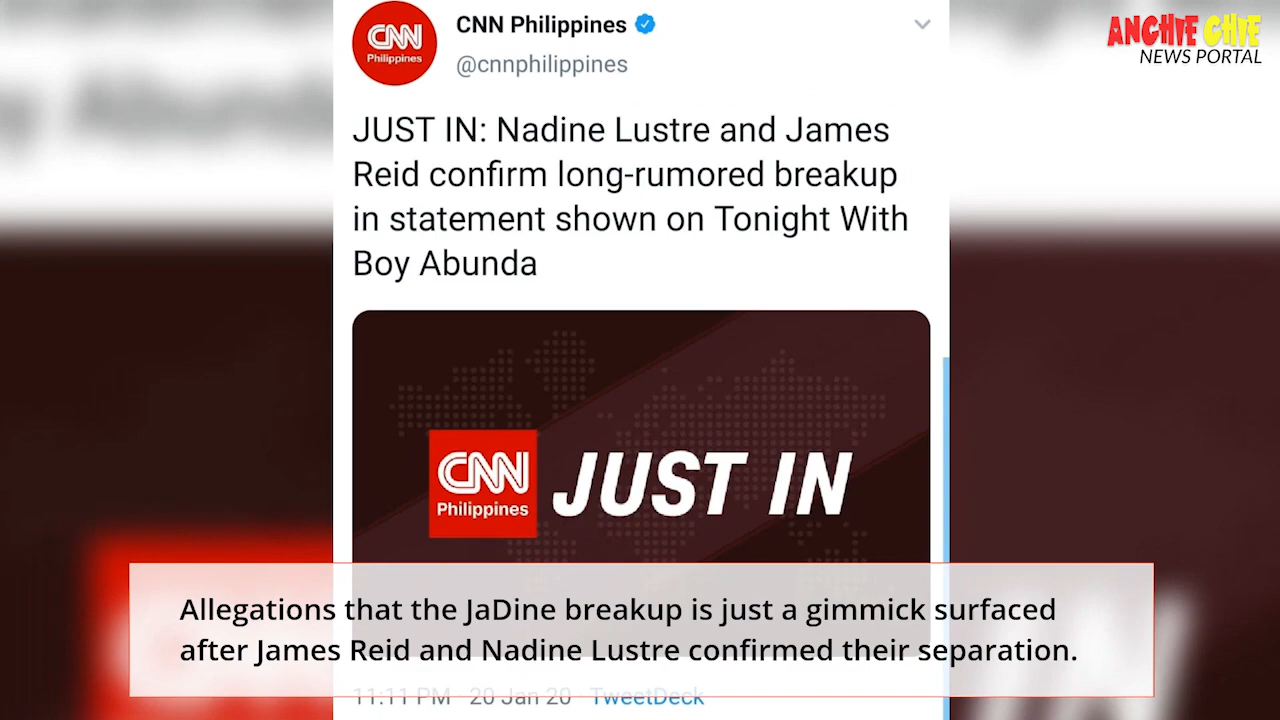 CNN Philippines
@cnnphilippines
ANGHIE GHIE
NEWS PORTAL
CNN
Philippines
JUST IN: Nadine Lustre and James
Reid confirm long-rumored breakup
in statement shown on Tonight With
Boy Abunda
CNN
Philippines
JUST IN
Allegations that the JaDine breakup is just a gimmick surfaced
after James Reid and Nadine Lustre confirmed their separation.
11:11 PM 20 Jan 20 TweetDeck